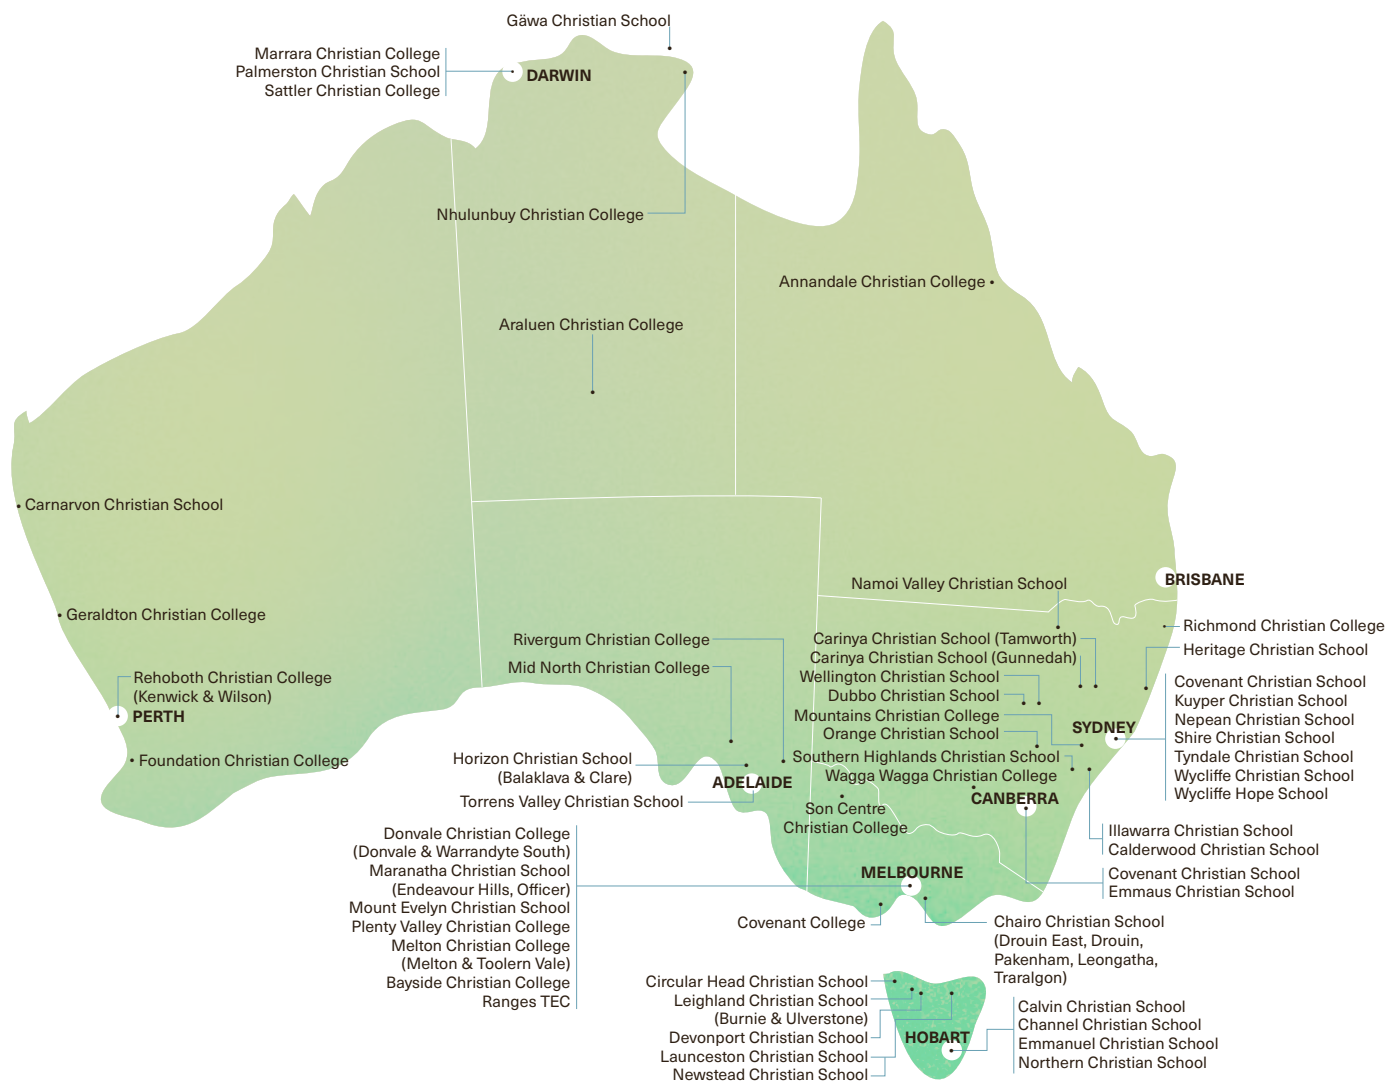 Gäwa Christian School
Marrara Christian College
Palmerston Christian School
Sattler Christian College
DARWIN
Nhulunbuy Christian College
Annandale Christian College
Araluen Christian College
Carnarvon Christian School
Geraldton Christian College
Rehoboth Christian College
(Kenwick & Wilson)
PERTH
Foundation Christian College
BRISBANE
Namoi Valley Christian School
Richmond Christian College
Heritage Christian School
Rivergum Christian College
Mid North Christian College
Carinya Christian School (Tamworth)
Carinya Christian School (Gunnedah)
Wellington Christian School
Dubbo Christian School
Mountains Christian College
Orange Christian School
Southern Highlands Christian School
Wagga Wagga Christian College
SYDNEY
Covenant Christian School
Kuyper Christian School
Nepean Christian School
Shire Christian School
Tyndale Christian School
Wycliffe Christian School
Wycliffe Hope School
Horizon Christian School
(Balaklava & Clare)
ADELAIDE
Torrens Valley Christian School
CANBERRA
Son Centre
Christian College
Illawarra Christian School
Calderwood Christian School
Covenant Christian School
Emmaus Christian School
Donvale Christian College
(Donvale & Warrandyte South)
Maranatha Christian School
(Endeavour Hills, Officer)
Mount Evelyn Christian School
Plenty Valley Christian College
Melton Christian College
(Melton & Toolern Vale)
Bayside Christian College
Ranges TEC
MELBOURNE
Covenant College
Chairo Christian School
(Drouin East, Drouin,
Pakenham, Leongatha,
Traralgon)
Circular Head Christian School
Leighland Christian School
(Burnie & Ulverstone)
Devonport Christian School
Launceston Christian School
Newstead Christian School
HOBART
Calvin Christian School
Channel Christian School
Emmanuel Christian School
Northern Christian School